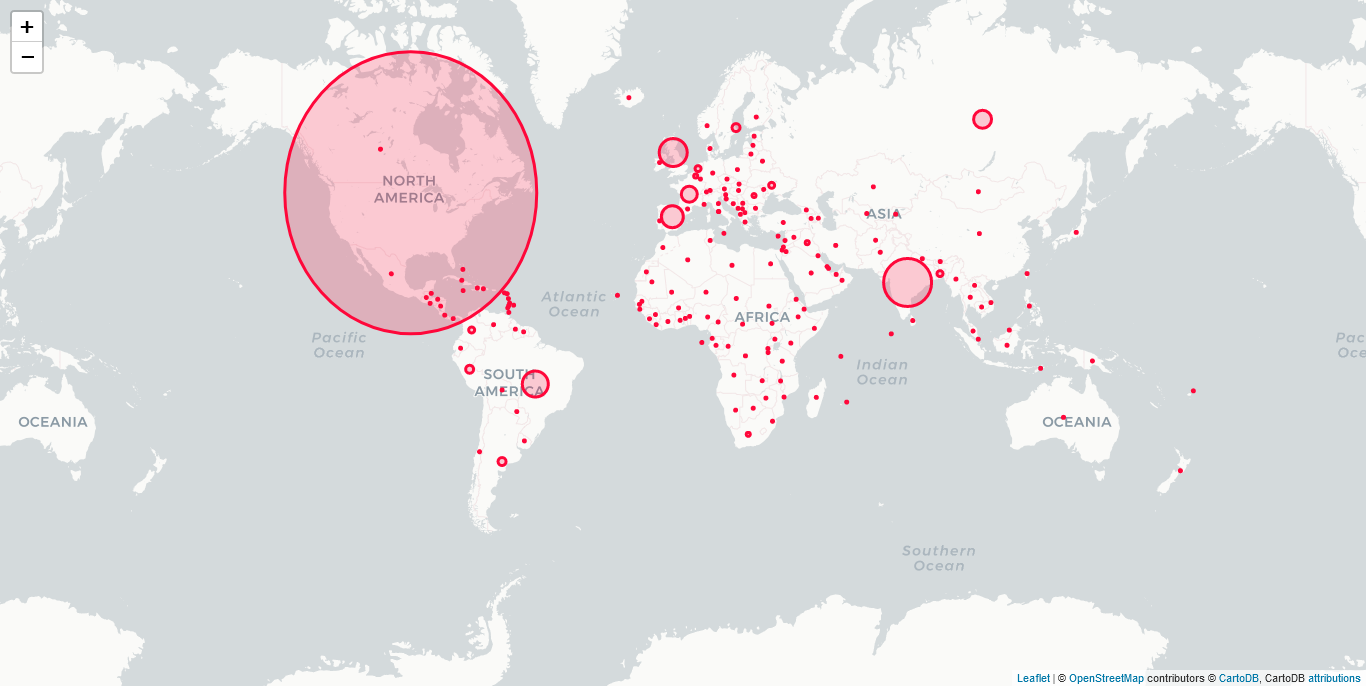 +
−
NORTH
AMERICA
ASIA
Atlantic
Ocean
AFRICA
Pacific
Ocean
Pac
Oce
Indian
Ocean
SOUTH
AMERICA
OCEANIA
OCEANIA
Southern
Ocean
Leaflet | © OpenStreetMap contributors © CartoDB, CartoDB attributions